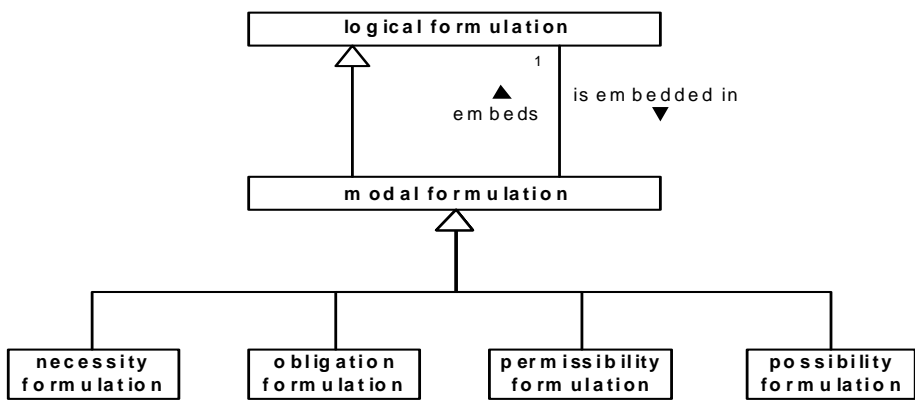 logical formulation
1
embeds
is embedded in
modal formulation
necessity
formulation
obligation
formulation
permissibility
formulation
possibility
formulation